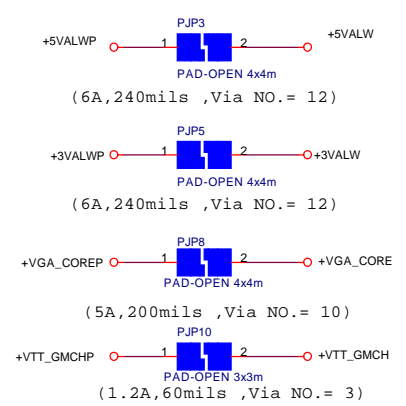 PJP3
+5VALWP 1 2 +5VALW
PAD-OPEN 4x4m
(6A,240mils ,Via NO.= 12)
PJP5
+3VALWP 1 2 +3VALW
PAD-OPEN 4x4m
(6A,240mils ,Via NO.= 12)
PJP8
+VGA_COREP 1 2 +VGA_CORE
PAD-OPEN 4x4m
(5A,200mils ,Via NO.= 10)
PJP10
+VTT_GMCHP 1 2 +VTT_GMCH
PAD-OPEN 3x3m
(1.2A,60mils ,Via NO.= 3)